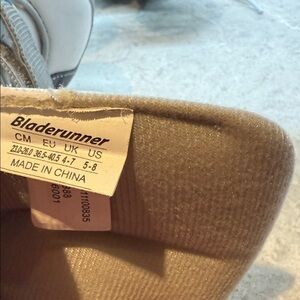 Bladerunner
CM EU UK US
23.0-26.0 36.5-40.5 4-7 5-8
MADE IN CHINA
1100835